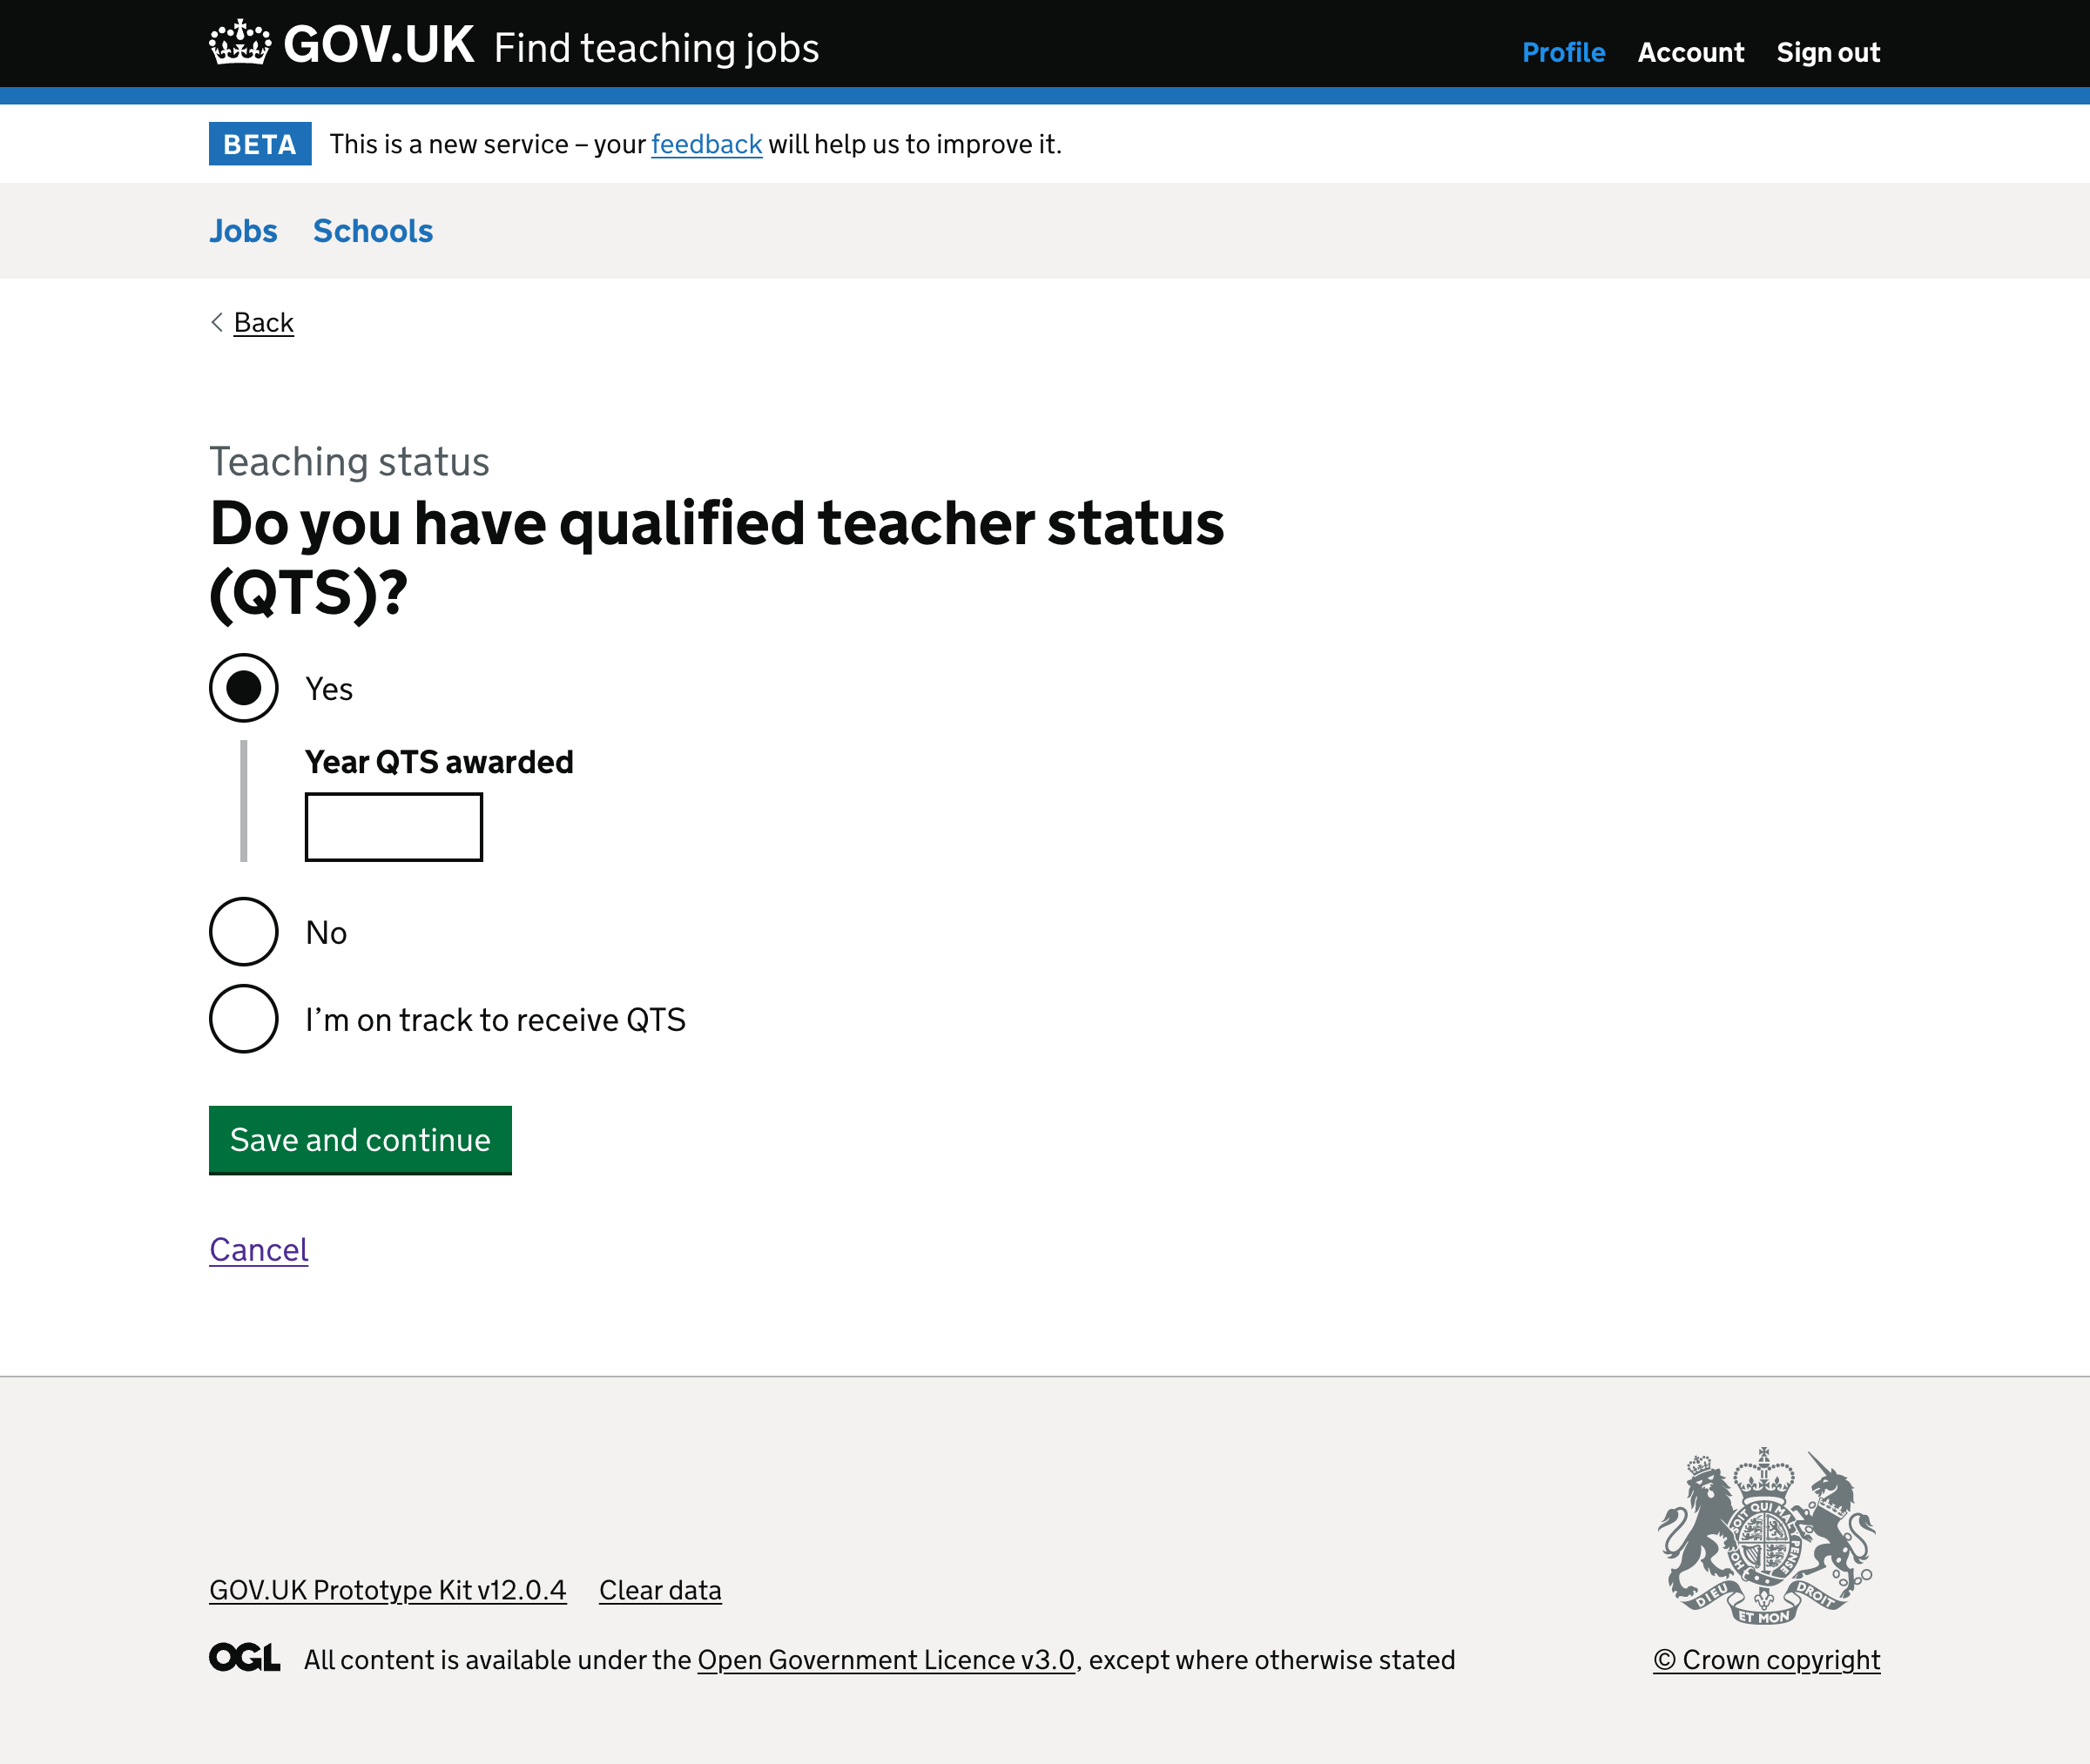 GOV.UK Find teaching jobs
Profile Account Sign out
BETA This is a new service – your feedback will help us to improve it.
Jobs Schools
Back
Teaching status
Do you have qualified teacher status
(QTS)?
Yes
Year QTS awarded
No
I’m on track to receive QTS
Save and continue
Cancel
SOIT QUI MAL Y PENSE
DIEU ET MON DROIT
GOV.UK Prototype Kit v12.0.4 Clear data
OGL All content is available under the Open Government Licence v3.0, except where otherwise stated
© Crown copyright